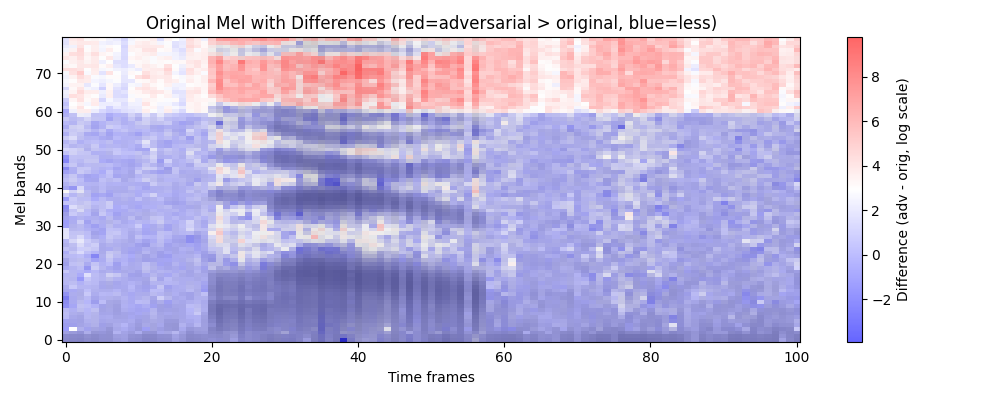 Original Mel with Differences (red=adversarial > original, blue=less)
Mel bands
70
60
50
40
30
20
10
0
0 20 40 60 80 100
Time frames
8
6
4
2
0
−2
Difference (adv - orig, log scale)